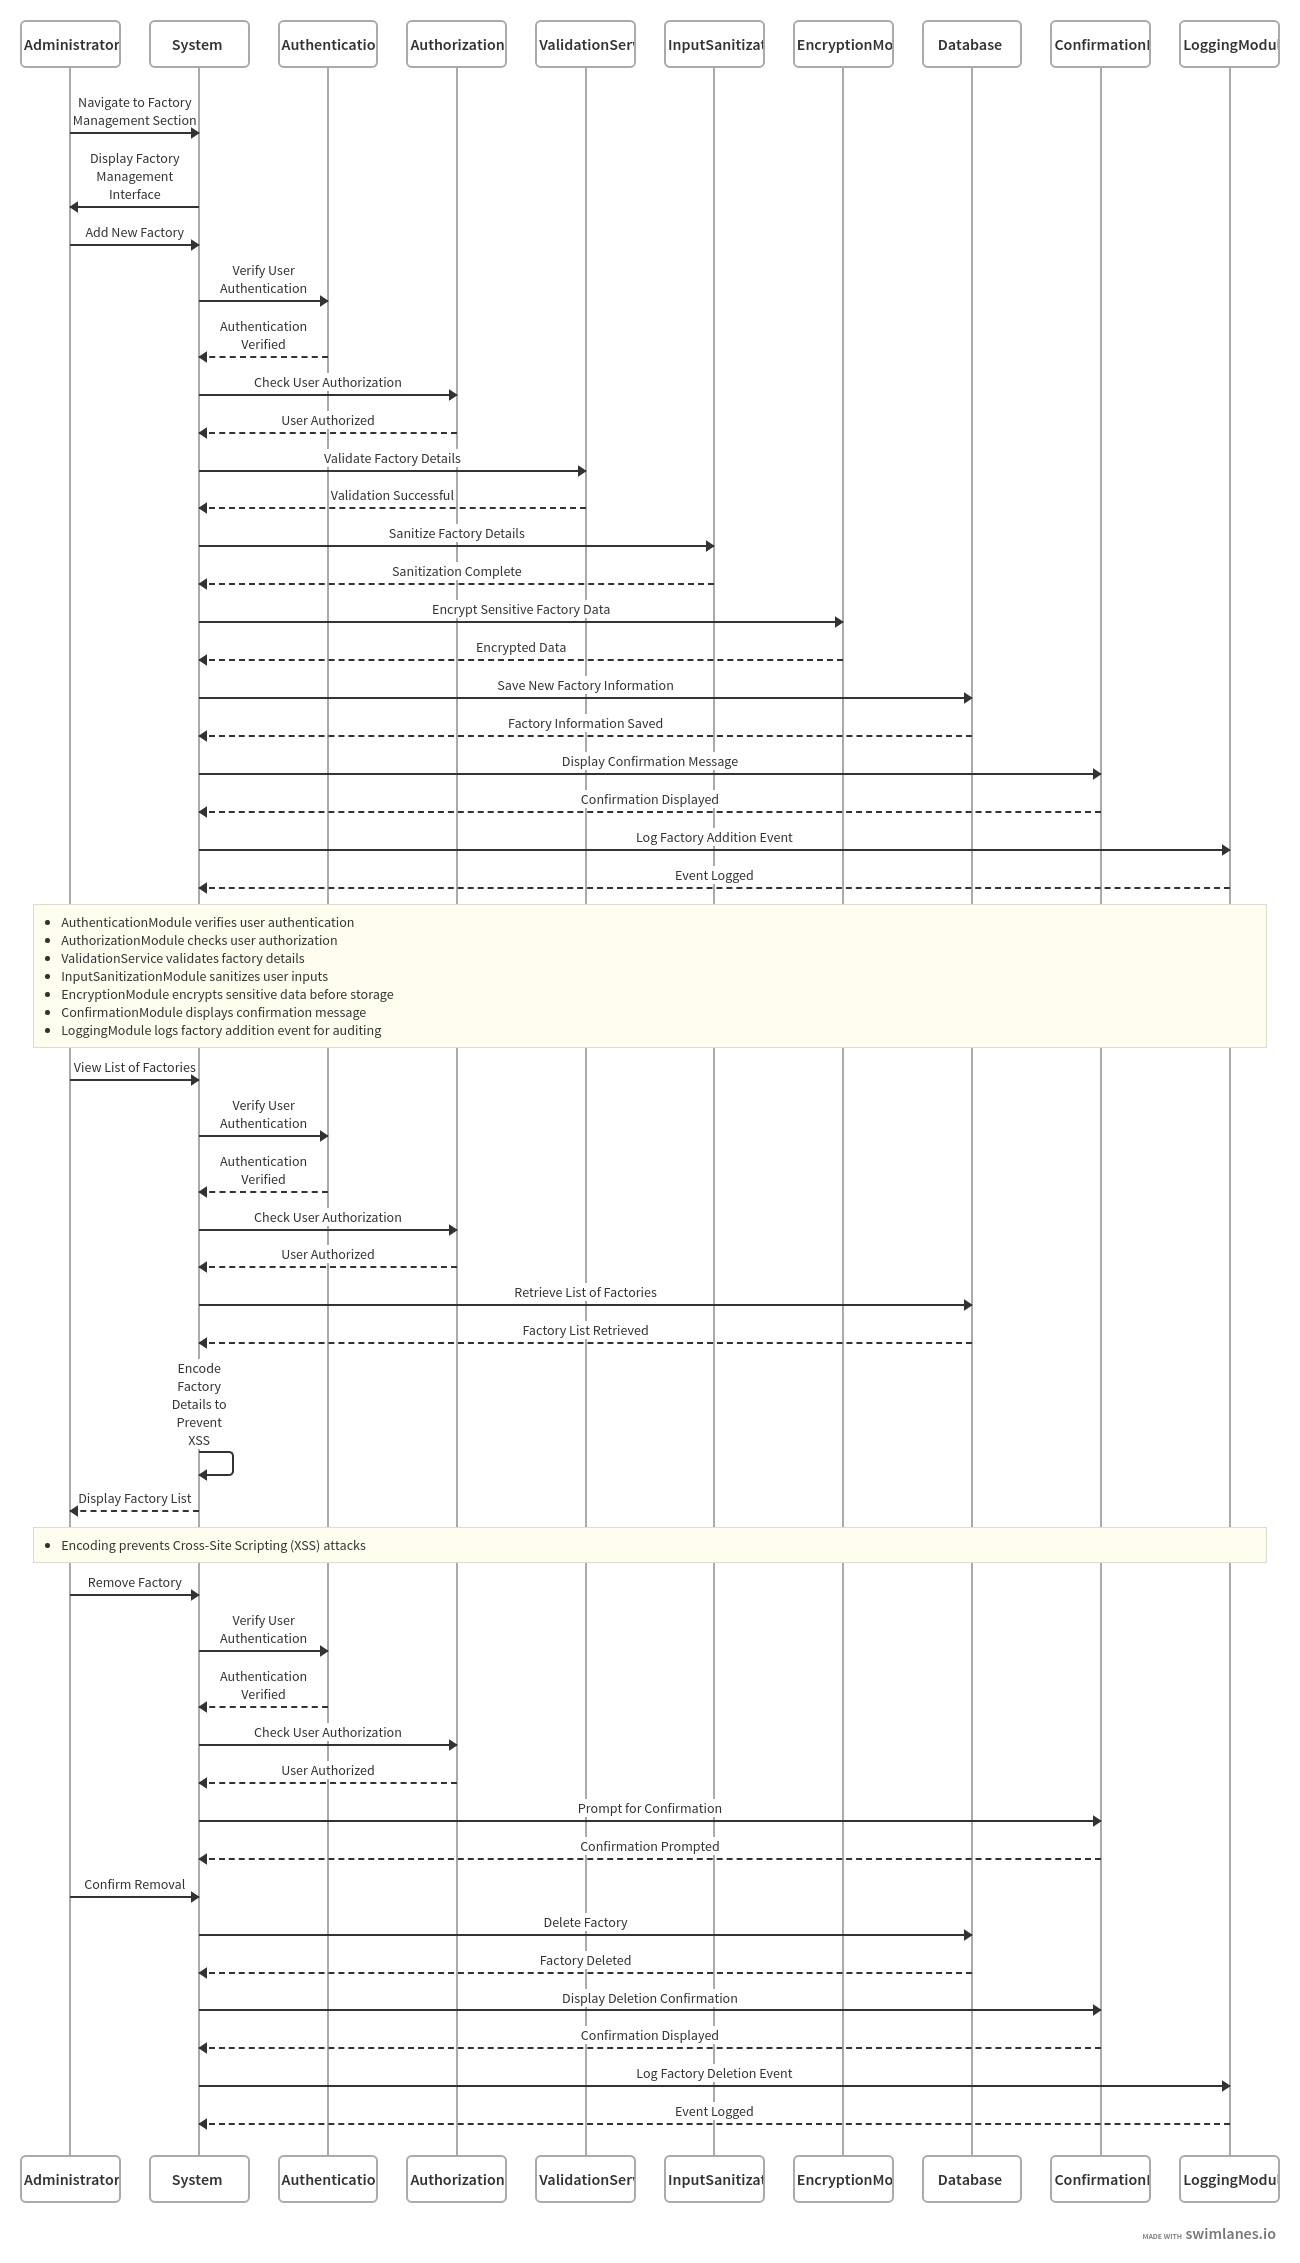 Administrator
System
Authenticatio
Authorization
ValidationSer
InputSanitizat
EncryptionMo
Database
Confirmation
LoggingModu
Navigate to Factory
Management Section
Display Factory
Management
Interface
Add New Factory
Verify User
Authentication
Authentication
Verified
Check User Authorization
User Authorized
Validate Factory Details
Validation Successful
Sanitize Factory Details
Sanitization Complete
Encrypt Sensitive Factory Data
Encrypted Data
Save New Factory Information
Factory Information Saved
Display Confirmation Message
Confirmation Displayed
Log Factory Addition Event
Event Logged
• AuthenticationModule verifies user authentication
• AuthorizationModule checks user authorization
• ValidationService validates factory details
• InputSanitizationModule sanitizes user inputs
• EncryptionModule encrypts sensitive data before storage
• ConfirmationModule displays confirmation message
• LoggingModule logs factory addition event for auditing
View List of Factories
Verify User
Authentication
Authentication
Verified
Check User Authorization
User Authorized
Retrieve List of Factories
Factory List Retrieved
Encode
Factory
Details to
Prevent
XSS
Display Factory List
• Encoding prevents Cross-Site Scripting (XSS) attacks
Remove Factory
Verify User
Authentication
Authentication
Verified
Check User Authorization
User Authorized
Prompt for Confirmation
Confirmation Prompted
Confirm Removal
Delete Factory
Factory Deleted
Display Deletion Confirmation
Confirmation Displayed
Log Factory Deletion Event
Event Logged
Administrator
System
Authenticatio
Authorization
ValidationSer
InputSanitizat
EncryptionMo
Database
Confirmation
LoggingModu
MADE WITH swimlanes.io